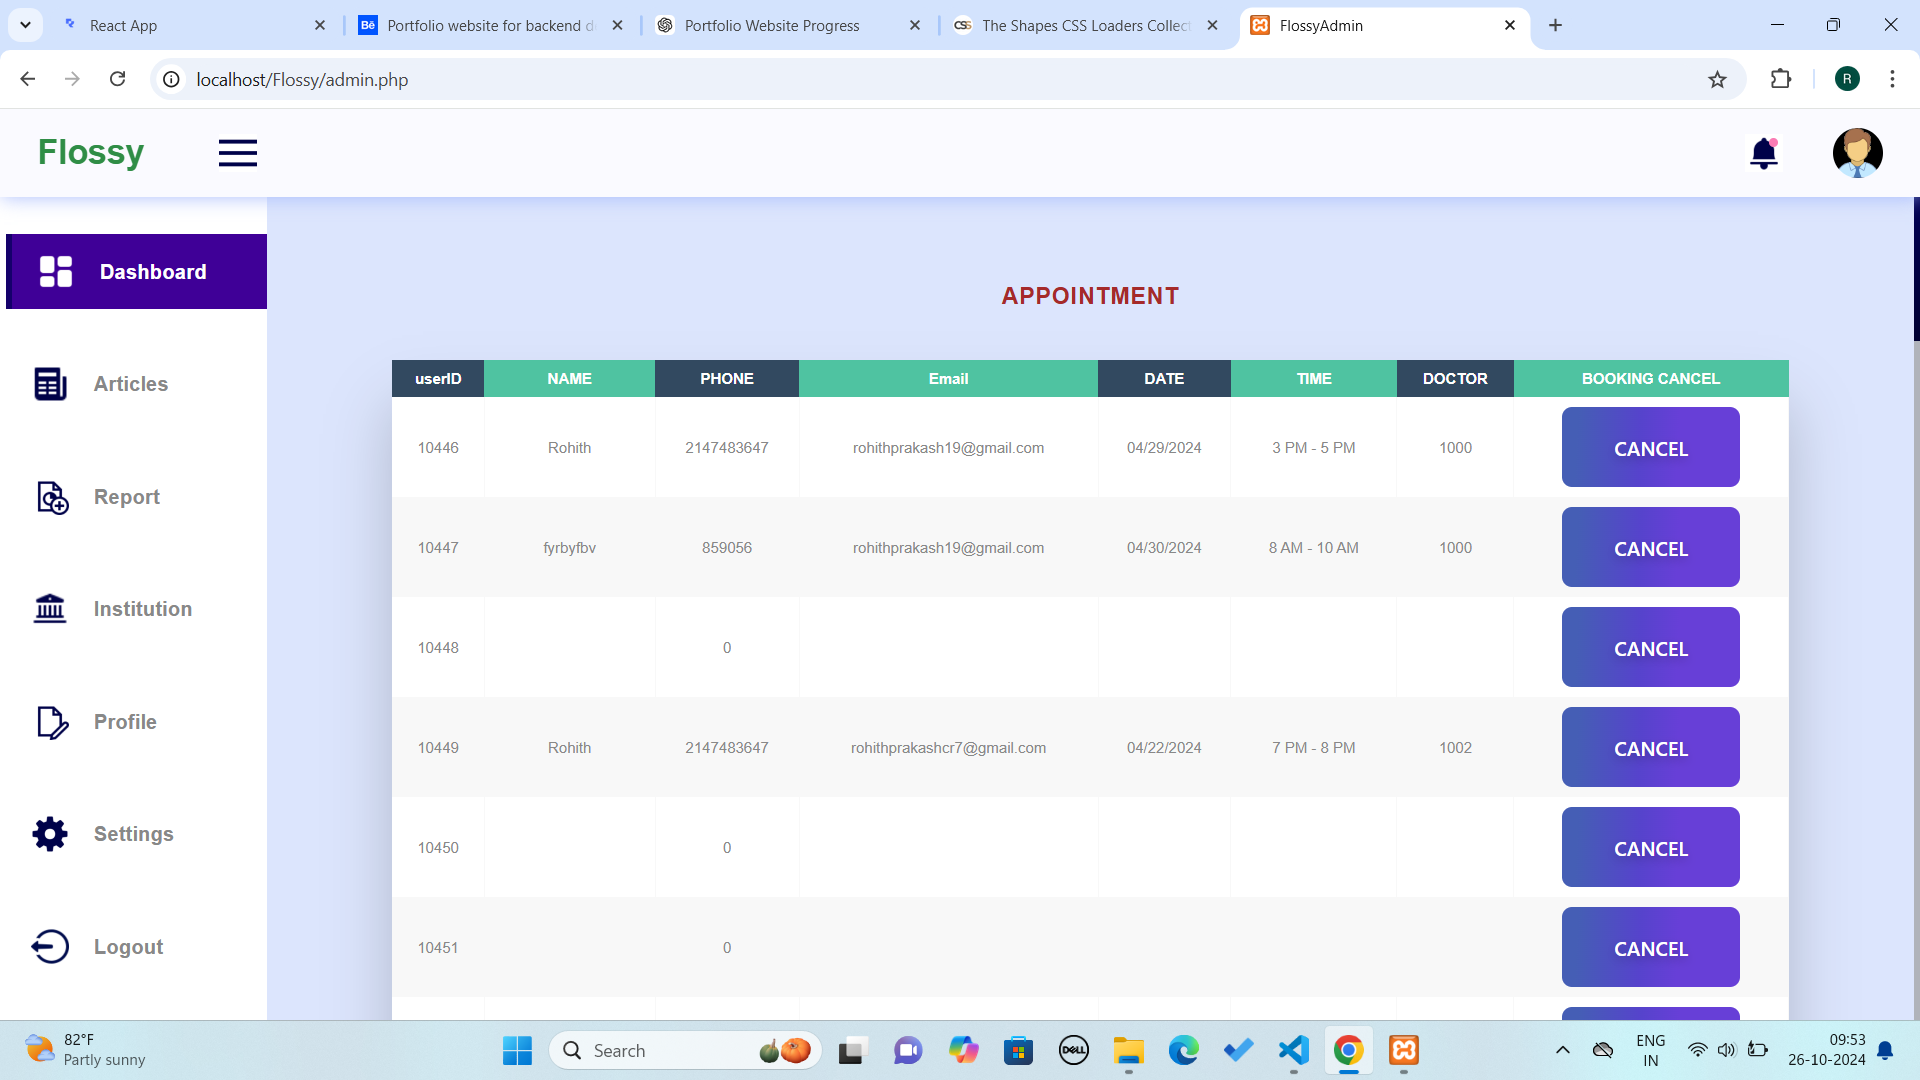 React App
Portfolio website for backend de
Portfolio Website Progress
The Shapes CSS Loaders Collect
FlossyAdmin
localhost/Flossy/admin.php
R
Flossy
Dashboard
Articles
Report
Institution
Profile
Settings
Logout
APPOINTMENT
userID NAME PHONE Email DATE TIME DOCTOR BOOKING CANCEL
10446 Rohith 2147483647 rohithprakash19@gmail.com 04/29/2024 3 PM - 5 PM 1000 CANCEL
10447 fyrbyfbv 859056 rohithprakash19@gmail.com 04/30/2024 8 AM - 10 AM 1000 CANCEL
10448 0 CANCEL
10449 Rohith 2147483647 rohithprakashcr7@gmail.com 04/22/2024 7 PM - 8 PM 1002 CANCEL
10450 0 CANCEL
10451 0 CANCEL
82°F
Partly sunny
Search
DELL
ENG
IN
09:53
26-10-2024